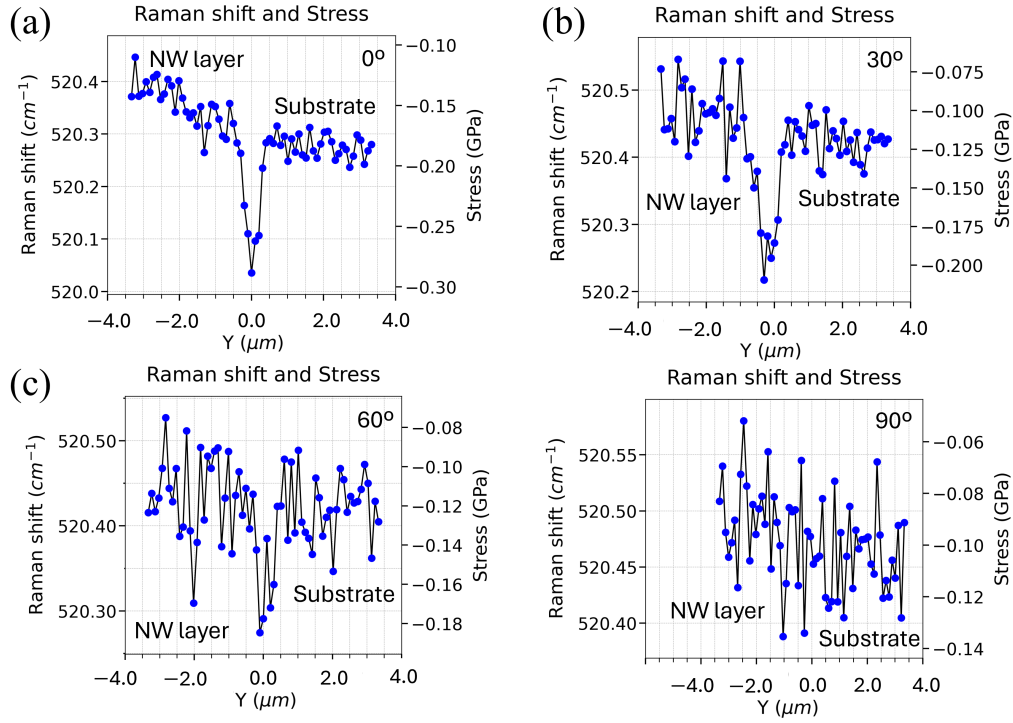 (a)
Raman shift and Stress
NW layer
0º
Substrate
Raman shift (cm⁻¹)
520.4
520.3
520.2
520.1
520.0
−0.10
−0.15
−0.20
−0.25
−0.30
Stress (GPa)
−4.0 −2.0 0.0 2.0 4.0
Y (μm)
(b)
Raman shift and Stress
30º
NW layer
Substrate
Raman shift (cm⁻¹)
520.5
520.4
520.3
520.2
−0.075
−0.100
−0.125
−0.150
−0.175
−0.200
Stress (GPa)
−4.0 −2.0 0.0 2.0 4.0
Y (μm)
(c)
Raman shift and Stress
60º
Substrate
NW layer
Raman shift (cm⁻¹)
520.50
520.40
520.30
−0.08
−0.10
−0.12
−0.14
−0.16
−0.18
Stress (GPa)
−4.0 −2.0 0.0 2.0 4.0
Y (μm)
Raman shift and Stress
90º
NW layer
Substrate
Raman shift (cm⁻¹)
520.55
520.50
520.45
520.40
−0.06
−0.08
−0.10
−0.12
−0.14
Stress (GPa)
−4.0 −2.0 0.0 2.0 4.0
Y (μm)